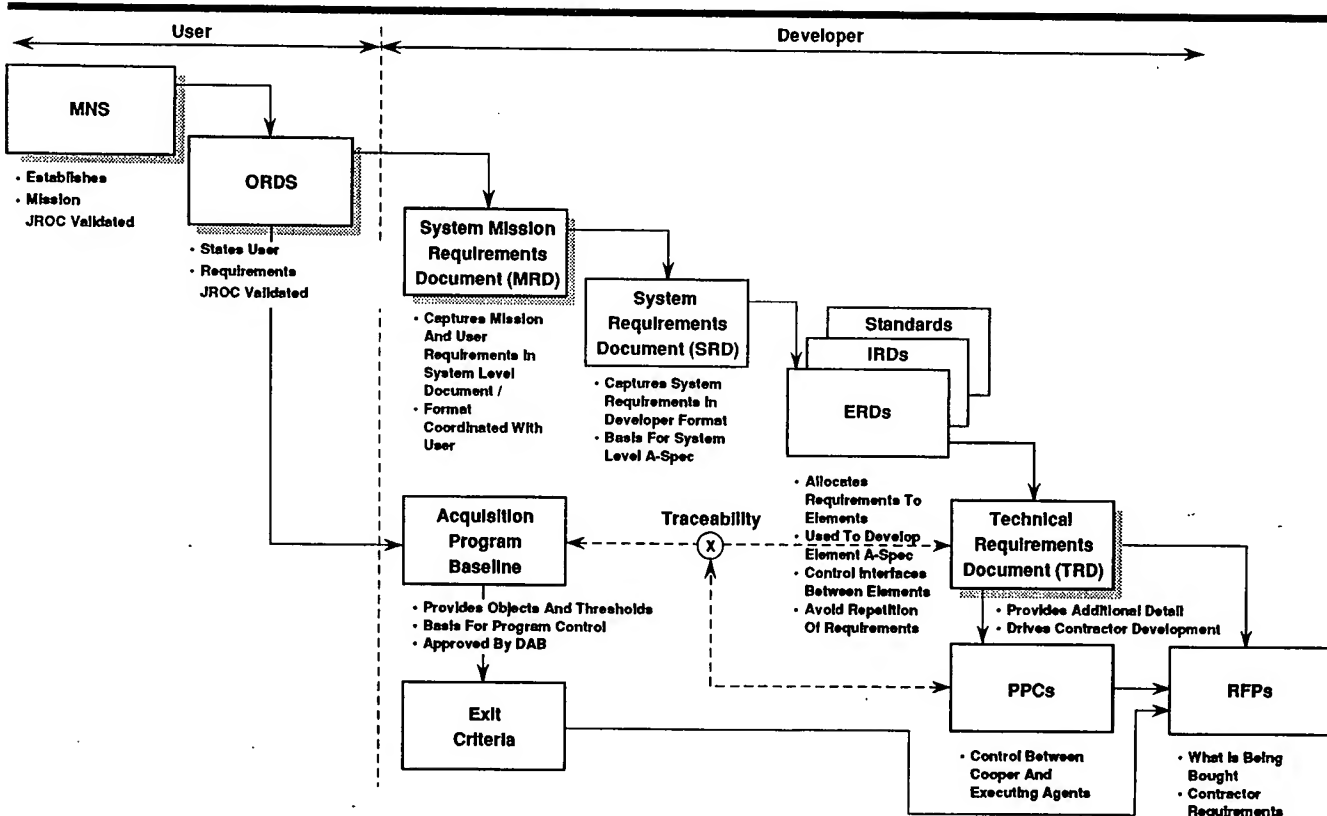 User
Developer
MNS
• Establishes
• Mission
JROC Validated
ORDS
• States User
• Requirements
JROC Validated
System Mission
Requirements
Document (MRD)
• Captures Mission
And User
Requirements In
System Level
Document /
• Format
Coordinated With
User
System
Requirements
Document (SRD)
• Captures System
Requirements In
Developer Format
• Basis For System
Level A-Spec
Standards
IRDs
ERDs
• Allocates
Requirements To
Elements
• Used To Develop
Element A-Spec
• Control Interfaces
Between Elements
• Avoid Repetition
Of Requirements
Acquisition
Program
Baseline
• Provides Objects And Thresholds
• Basis For Program Control
• Approved By DAB
Traceability
X
Technical
Requirements
Document (TRD)
• Provides Additional Detail
• Drives Contractor Development
Exit
Criteria
PPCs
• Control Between
Cooper And
Executing Agents
RFPs
• What Is Being
Bought
• Contractor
Requirements